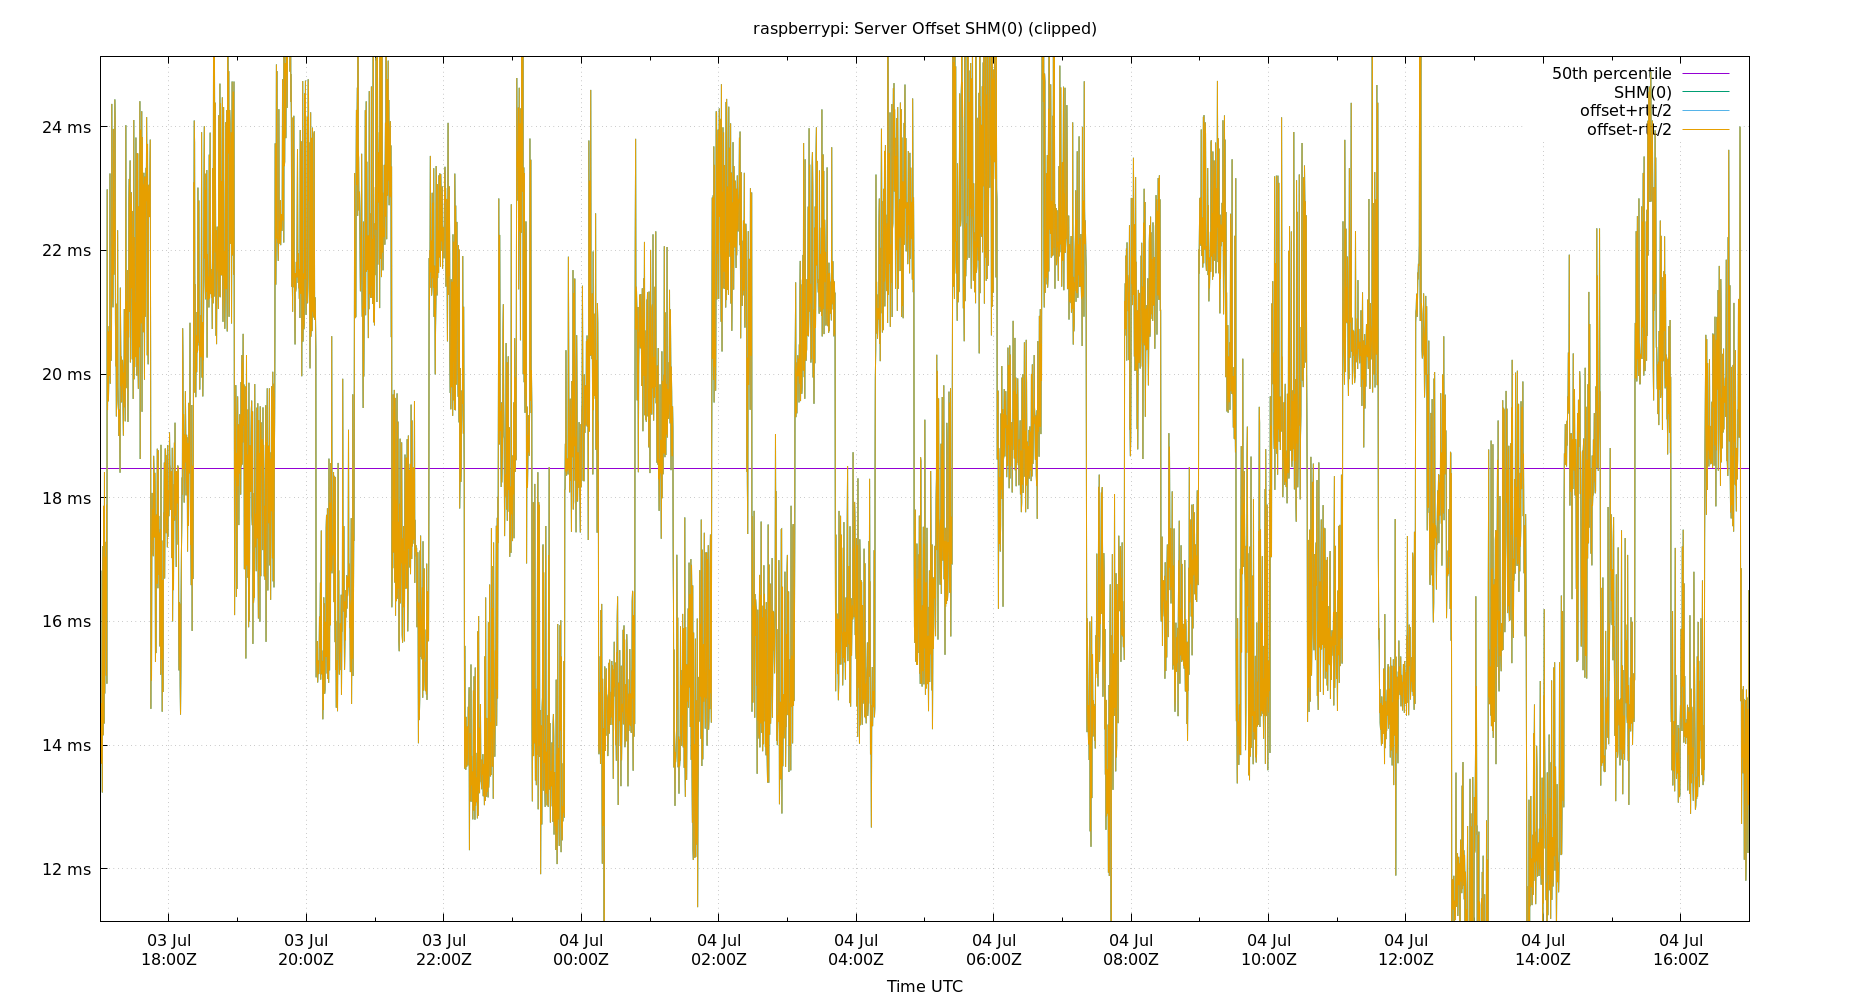 raspberrypi: Server Offset SHM(0) (clipped)
50th percentile
SHM(0)
offset+rtt/2
offset-rtt/2
24 ms
22 ms
20 ms
18 ms
16 ms
14 ms
12 ms
03 Jul 03 Jul 03 Jul 04 Jul 04 Jul 04 Jul 04 Jul 04 Jul 04 Jul 04 Jul 04 Jul 04 Jul
18:00Z 20:00Z 22:00Z 00:00Z 02:00Z 04:00Z 06:00Z 08:00Z 10:00Z 12:00Z 14:00Z 16:00Z
Time UTC